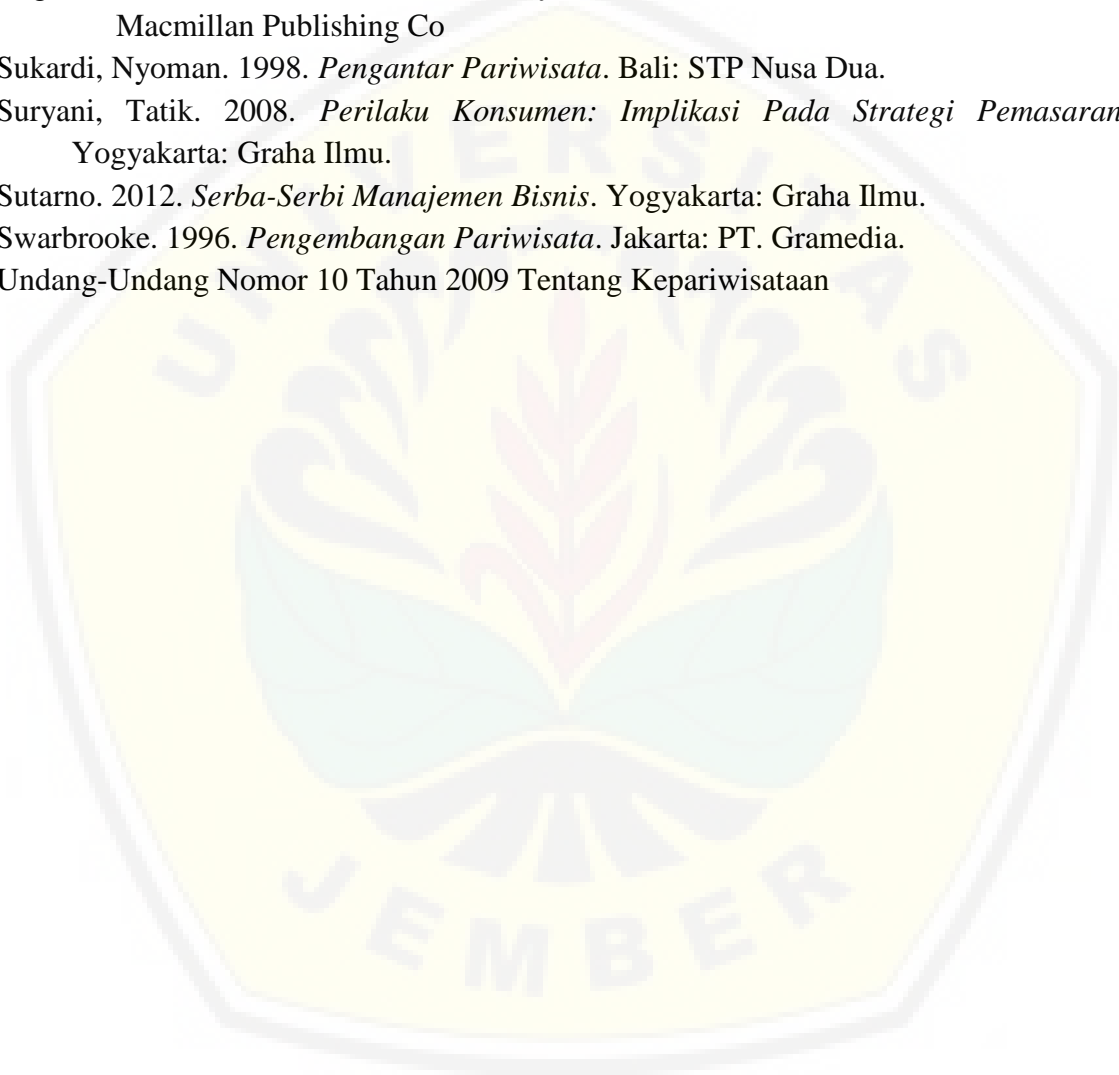 Macmillan Publishing Co
Sukardi, Nyoman. 1998. Pengantar Pariwisata. Bali: STP Nusa Dua.
Suryani, Tatik. 2008. Perilaku Konsumen: Implikasi Pada Strategi Pemasaran
Yogyakarta: Graha Ilmu.
Sutarno. 2012. Serba-Serbi Manajemen Bisnis. Yogyakarta: Graha Ilmu.
Swarbrooke. 1996. Pengembangan Pariwisata. Jakarta: PT. Gramedia.
Undang-Undang Nomor 10 Tahun 2009 Tentang Kepariwisataan
UNIVERSITAS
JEMBER